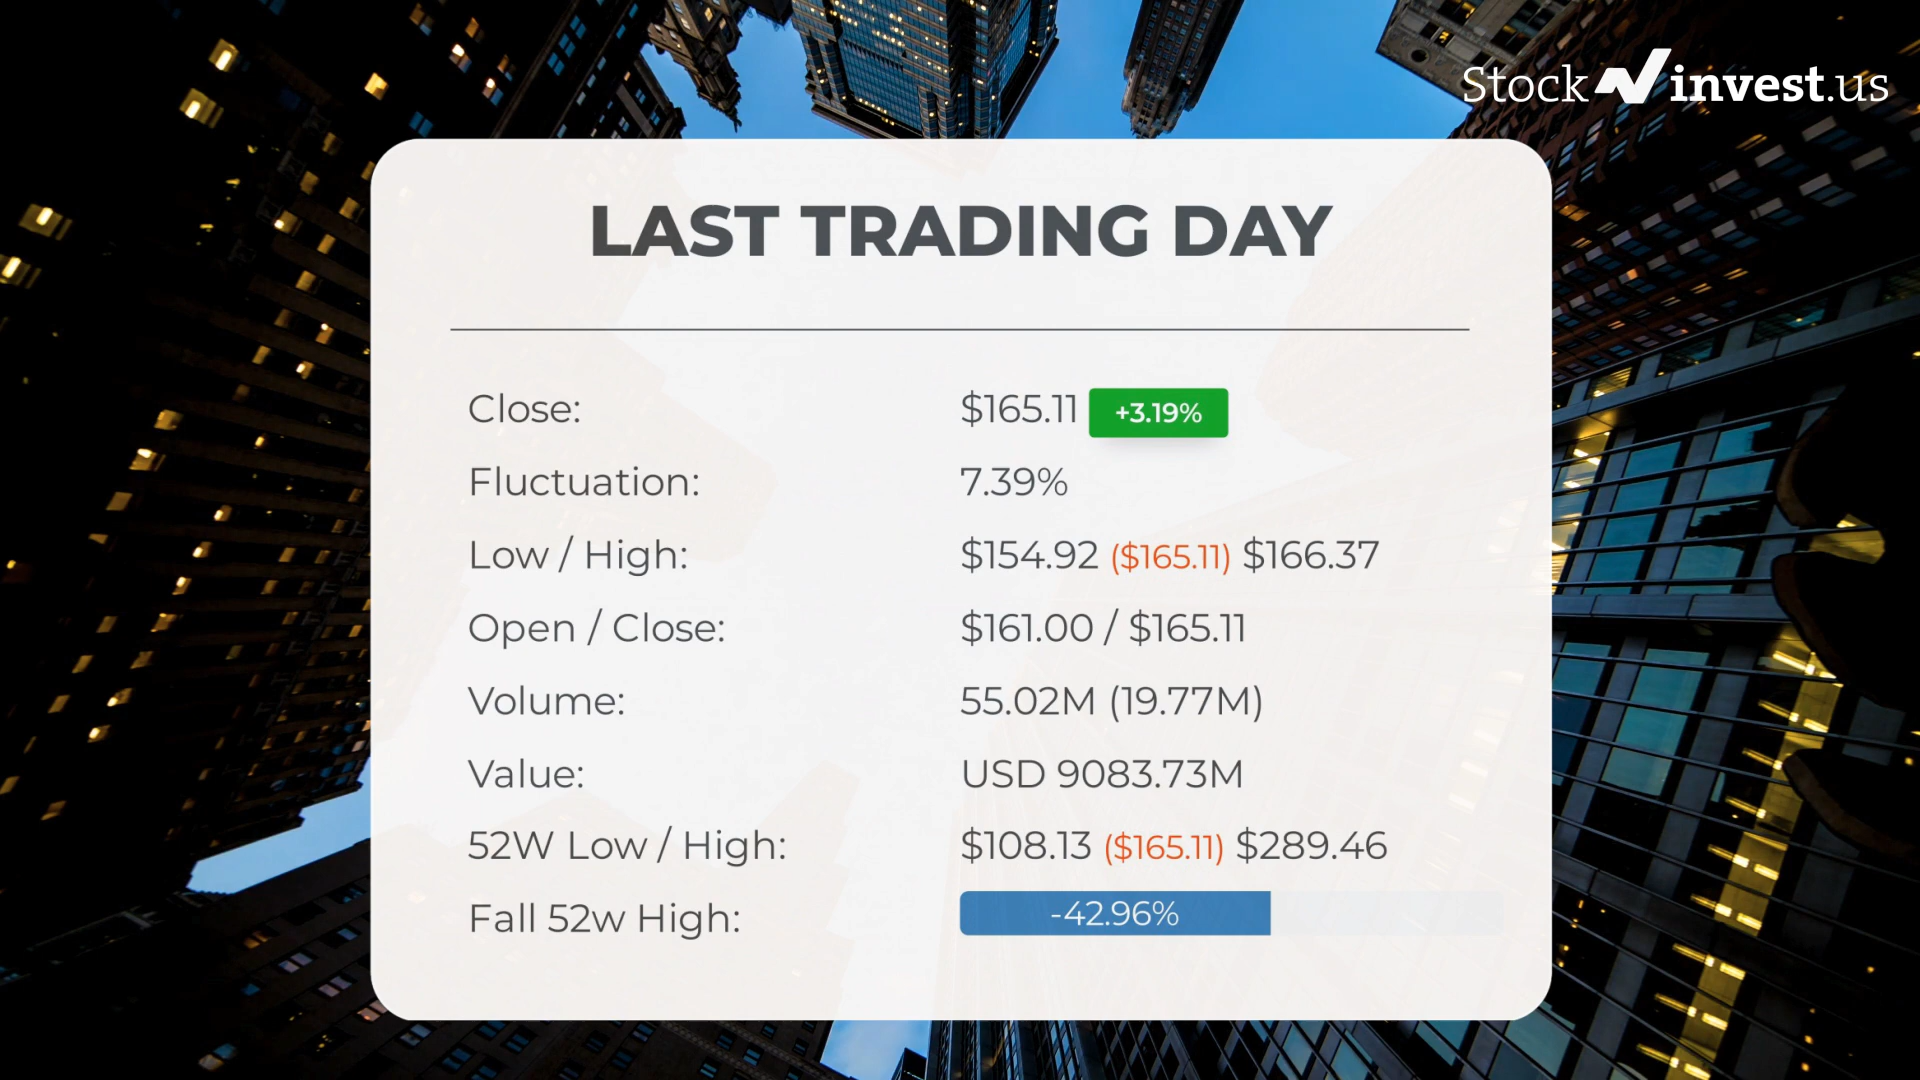 Stock invest.us
LAST TRADING DAY
Close: $165.11 +3.19%
Fluctuation: 7.39%
Low / High: $154.92 ($165.11) $166.37
Open / Close: $161.00 / $165.11
Volume: 55.02M (19.77M)
Value: USD 9083.73M
52W Low / High: $108.13 ($165.11) $289.46
Fall 52w High: -42.96%